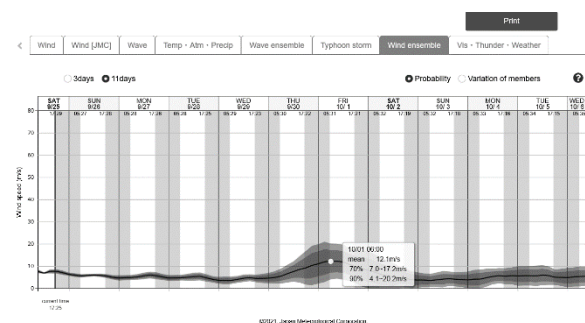 Print
Wind Wind [JMC] Wave Temp・Atm・Precip Wave ensemble Typhoon storm Wind ensemble Vis・Thunder・Weather
3days 11days Probability Variation of members ?
SAT SUN MON TUE WED THU FRI SAT SUN MON TUE WED
9/25 9/26 9/27 9/28 9/29 9/30 10/1 10/2 10/3 10/4 10/5 10/6
80
70
60
50
40
30
20
10
0
Wind speed (m/s)
10/01 06:00
mean 12.1m/s
70% 7.0~17.2m/s
90% 4.1~20.2m/s
current time
17:25
©2021 Japan Meteorological Corporation